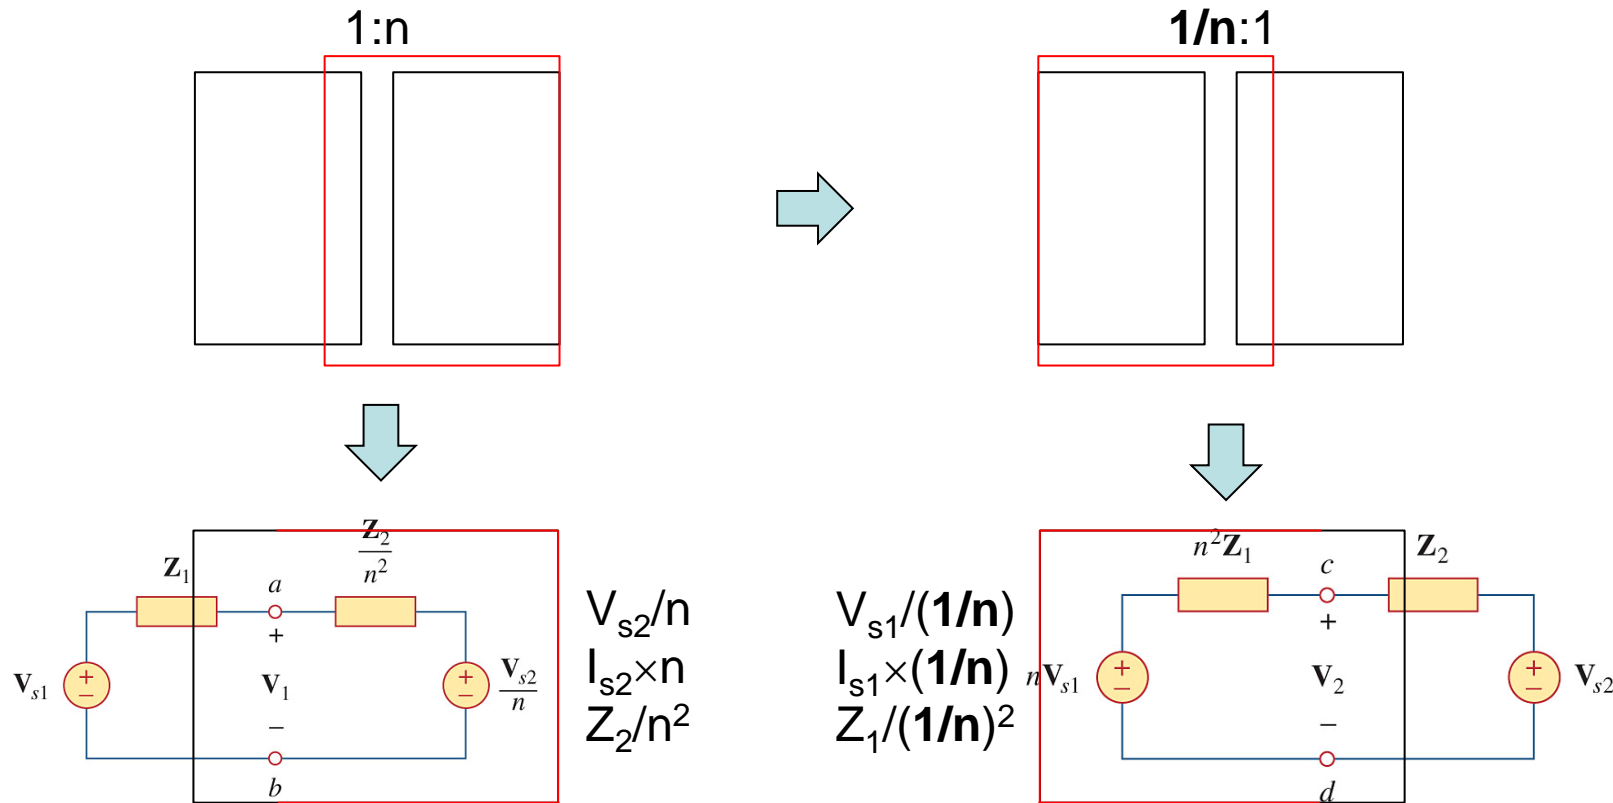 1:n
1/n:1
Z₂
n²
Z₁
a
+
V₁
−
b
Vₛ₁
+
−
+
−
Vₛ₂
n
Vₛ₂/n
Iₛ₂×n
Z₂/n²
Vₛ₁/(1/n)
Iₛ₁×(1/n)
Z₁/(1/n)²
n²Z₁
Z₂
c
+
V₂
−
d
nVₛ₁
+
−
+
−
Vₛ₂